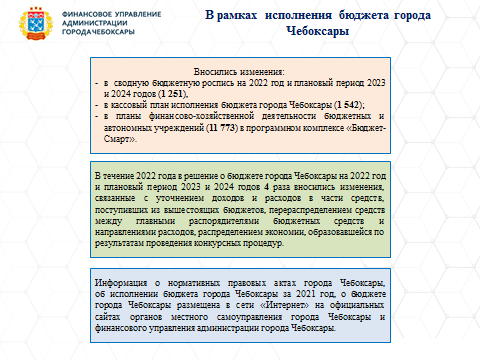 ФИНАНСОВОЕ УПРАВЛЕНИЕ
АДМИНИСТРАЦИИ
ГОРОДА ЧЕБОКСАРЫ
В рамках исполнения бюджета города
Чебоксары
Вносились изменения:
- в сводную бюджетную роспись на 2022 год и плановый период 2023
и 2024 годов (1 251),
- в кассовый план исполнения бюджета города Чебоксары (1 542);
- в планы финансово-хозяйственной деятельности бюджетных и
автономных учреждений (11 773) в программном комплексе «Бюджет-
Смарт».
В течение 2022 года в решение о бюджете города Чебоксары на 2022 год
и плановый период 2023 и 2024 годов 4 раза вносились изменения,
связанные с уточнением доходов и расходов в части средств,
поступивших из вышестоящих бюджетов, перераспределением средств
между главными распорядителями бюджетных средств и
направлениями расходов, распределением экономии, образовавшейся по
результатам проведения конкурсных процедур.
Информация о нормативных правовых актах города Чебоксары,
об исполнении бюджета города Чебоксары за 2021 год, о бюджете
города Чебоксары размещена в сети «Интернет» на официальных
сайтах органов местного самоуправления города Чебоксары и
финансового управления администрации города Чебоксары.